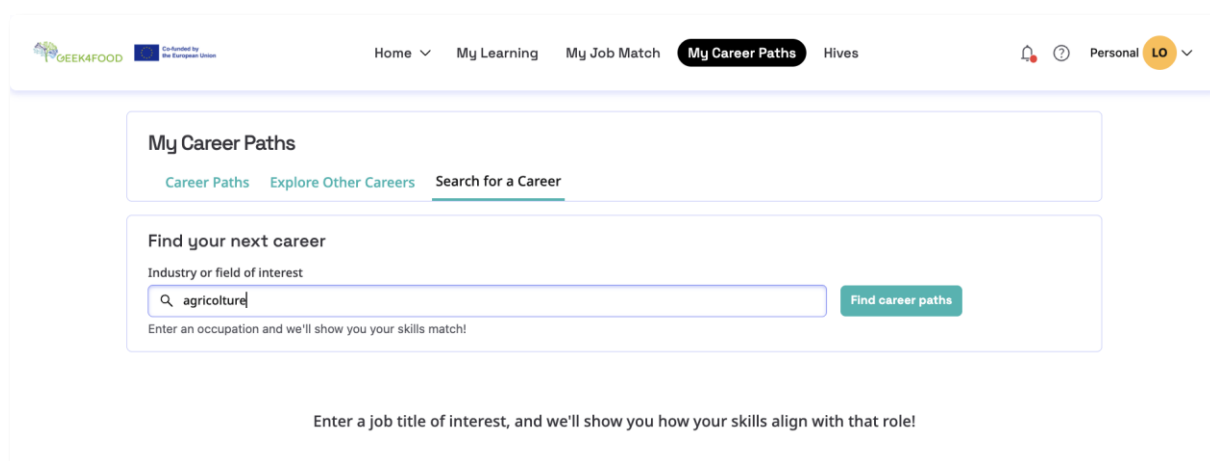 GEEK4FOOD Co-funded by the European Union Home My Learning My Job Match My Career Paths Hives Personal LO
My Career Paths
Career Paths Explore Other Careers Search for a Career
Find your next career
Industry or field of interest
agricolture Find career paths
Enter an occupation and we'll show you your skills match!
Enter a job title of interest, and we'll show you how your skills align with that role!